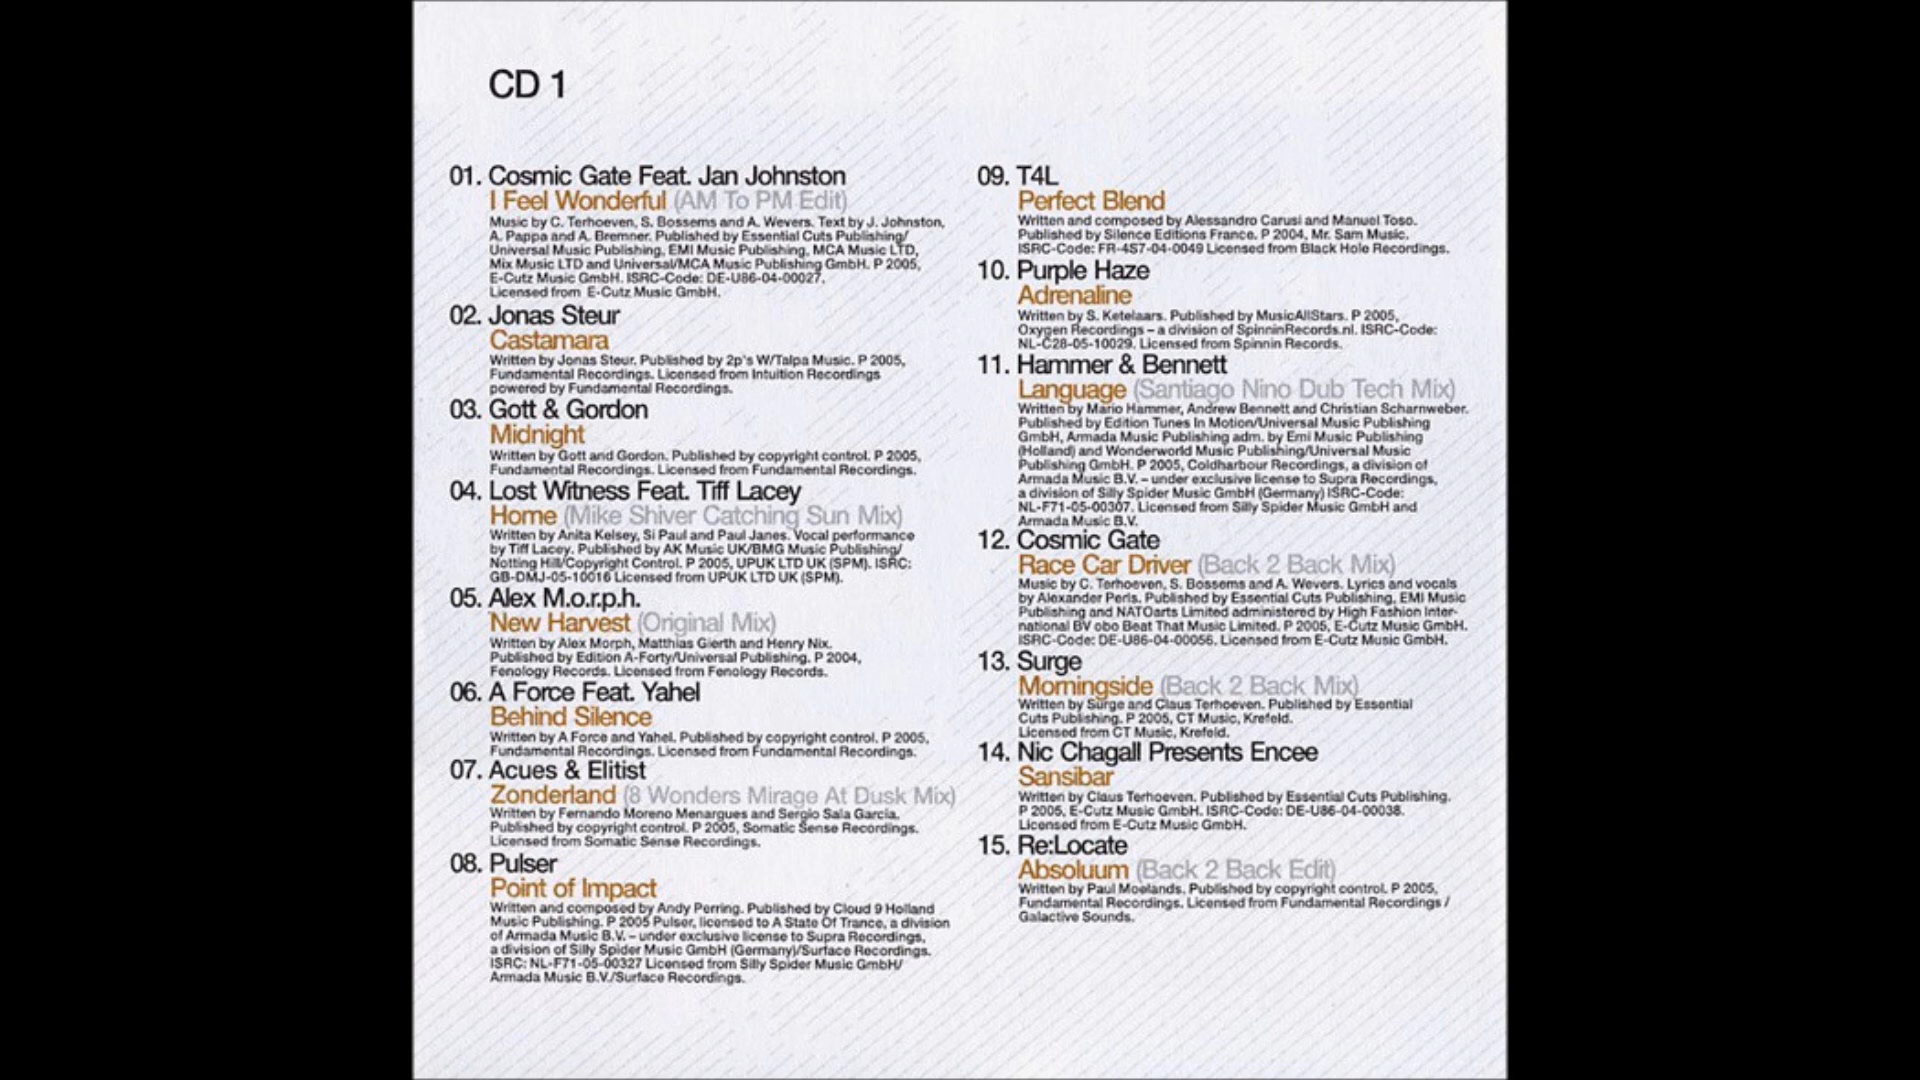 CD 1
01. Cosmic Gate Feat. Jan Johnston
I Feel Wonderful (AM To PM Edit)
Music by C. Terhoeven, S. Bossems and A. Wevers. Text by J. Johnston,
A. Pappa and A. Bremner. Published by Essential Cuts Publishing/
Universal Music Publishing, EMI Music Publishing, MCA Music LTD,
Mix Music LTD and Universal/MCA Music Publishing GmbH. P 2005,
E-Cutz Music GmbH. ISRC-Code: DE-U86-04-00027.
Licensed from E-Cutz Music GmbH.
02. Jonas Steur
Castamara
Written by Jonas Steur. Published by 2p's W/Talpa Music. P 2005,
Fundamental Recordings. Licensed from Intuition Recordings
powered by Fundamental Recordings.
03. Gott & Gordon
Midnight
Written by Gott and Gordon. Published by copyright control. P 2005,
Fundamental Recordings. Licensed from Fundamental Recordings.
04. Lost Witness Feat. Tiff Lacey
Home (Mike Shiver Catching Sun Mix)
Written by Anita Kelsey, Si Paul and Paul Janes. Vocal performance
by Tiff Lacey. Published by AK Music UK/BMG Music Publishing/
Notting Hill/Copyright Control. P 2005, UPUK LTD UK (SPM). ISRC:
GB-DMJ-05-10016 Licensed from UPUK LTD UK (SPM).
05. Alex M.o.r.p.h.
New Harvest (Original Mix)
Written by Alex Morph, Matthias Gierth and Henry Nix.
Published by Edition A-Forty/Universal Publishing. P 2004,
Fenology Records. Licensed from Fenology Records.
06. A Force Feat. Yahel
Behind Silence
Written by A Force and Yahel. Published by copyright control. P 2005,
Fundamental Recordings. Licensed from Fundamental Recordings.
07. Acues & Elitist
Zonderland (8 Wonders Mirage At Dusk Mix)
Written by Fernando Moreno Menargues and Sergio Sala Garcia.
Published by copyright control. P 2005, Somatic Sense Recordings.
Licensed from Somatic Sense Recordings.
08. Pulser
Point of Impact
Written and composed by Andy Perring. Published by Cloud 9 Holland
Music Publishing. P 2005 Pulser, licensed to A State Of Trance, a division
of Armada Music B.V. – under exclusive license to Supra Recordings,
a division of Silly Spider Music GmbH (Germany)/Surface Recordings.
ISRC: NL-F71-05-00327 Licensed from Silly Spider Music GmbH/
Armada Music B.V./Surface Recordings.
09. T4L
Perfect Blend
Written and composed by Alessandro Carusi and Manuel Toso.
Published by Silence Editions France. P 2004, Mr. Sam Music.
ISRC-Code: FR-4S7-04-0049 Licensed from Black Hole Recordings.
10. Purple Haze
Adrenaline
Written by S. Ketelaars. Published by MusicAllStars. P 2005,
Oxygen Recordings – a division of SpinninRecords.nl. ISRC-Code:
NL-C28-05-10029. Licensed from Spinnin Records.
11. Hammer & Bennett
Language (Santiago Nino Dub Tech Mix)
Written by Mario Hammer, Andrew Bennett and Christian Scharnweber.
Published by Edition Tunes In Motion/Universal Music Publishing
GmbH, Armada Music Publishing adm. by Emi Music Publishing
(Holland) and Wonderworld Music Publishing/Universal Music
Publishing GmbH. P 2005, Coldharbour Recordings, a division of
Armada Music B.V. – under exclusive license to Supra Recordings,
a division of Silly Spider Music GmbH (Germany) ISRC-Code:
NL-F71-05-00307. Licensed from Silly Spider Music GmbH and
Armada Music B.V.
12. Cosmic Gate
Race Car Driver (Back 2 Back Mix)
Music by C. Terhoeven, S. Bossems and A. Wevers. Lyrics and vocals
by Alexander Perls. Published by Essential Cuts Publishing, EMI Music
Publishing and NATOarts Limited administered by High Fashion Inter-
national BV obo Beat That Music Limited. P 2005, E-Cutz Music GmbH.
ISRC-Code: DE-U86-04-00056. Licensed from E-Cutz Music GmbH.
13. Surge
Morningside (Back 2 Back Mix)
Written by Surge and Claus Terhoeven. Published by Essential
Cuts Publishing. P 2005, CT Music, Krefeld.
Licensed from CT Music, Krefeld.
14. Nic Chagall Presents Encee
Sansibar
Written by Claus Terhoeven. Published by Essential Cuts Publishing.
P 2005, E-Cutz Music GmbH. ISRC-Code: DE-U86-04-00038.
Licensed from E-Cutz Music GmbH.
15. Re:Locate
Absoluum (Back 2 Back Edit)
Written by Paul Moelands. Published by copyright control. P 2005,
Fundamental Recordings. Licensed from Fundamental Recordings /
Galactive Sounds.